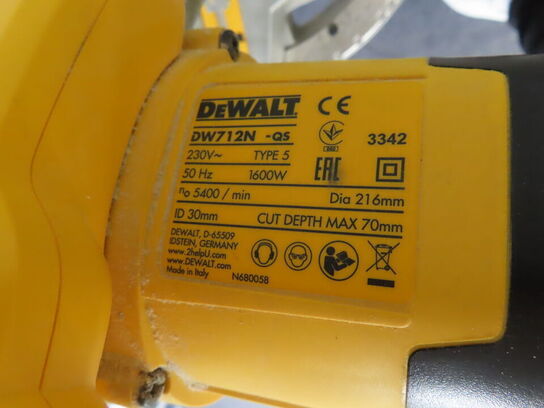 DEWALT CE
DW712N -QS 3342
230V~ TYPE 5
50 Hz 1600W EAC
no 5400 / min Dia 216mm
ID 30mm CUT DEPTH MAX 70mm
DEWALT, D-65509
IDSTEIN, GERMANY
www.2helpU.com
www.DEWALT.com
Made in Italy N680058